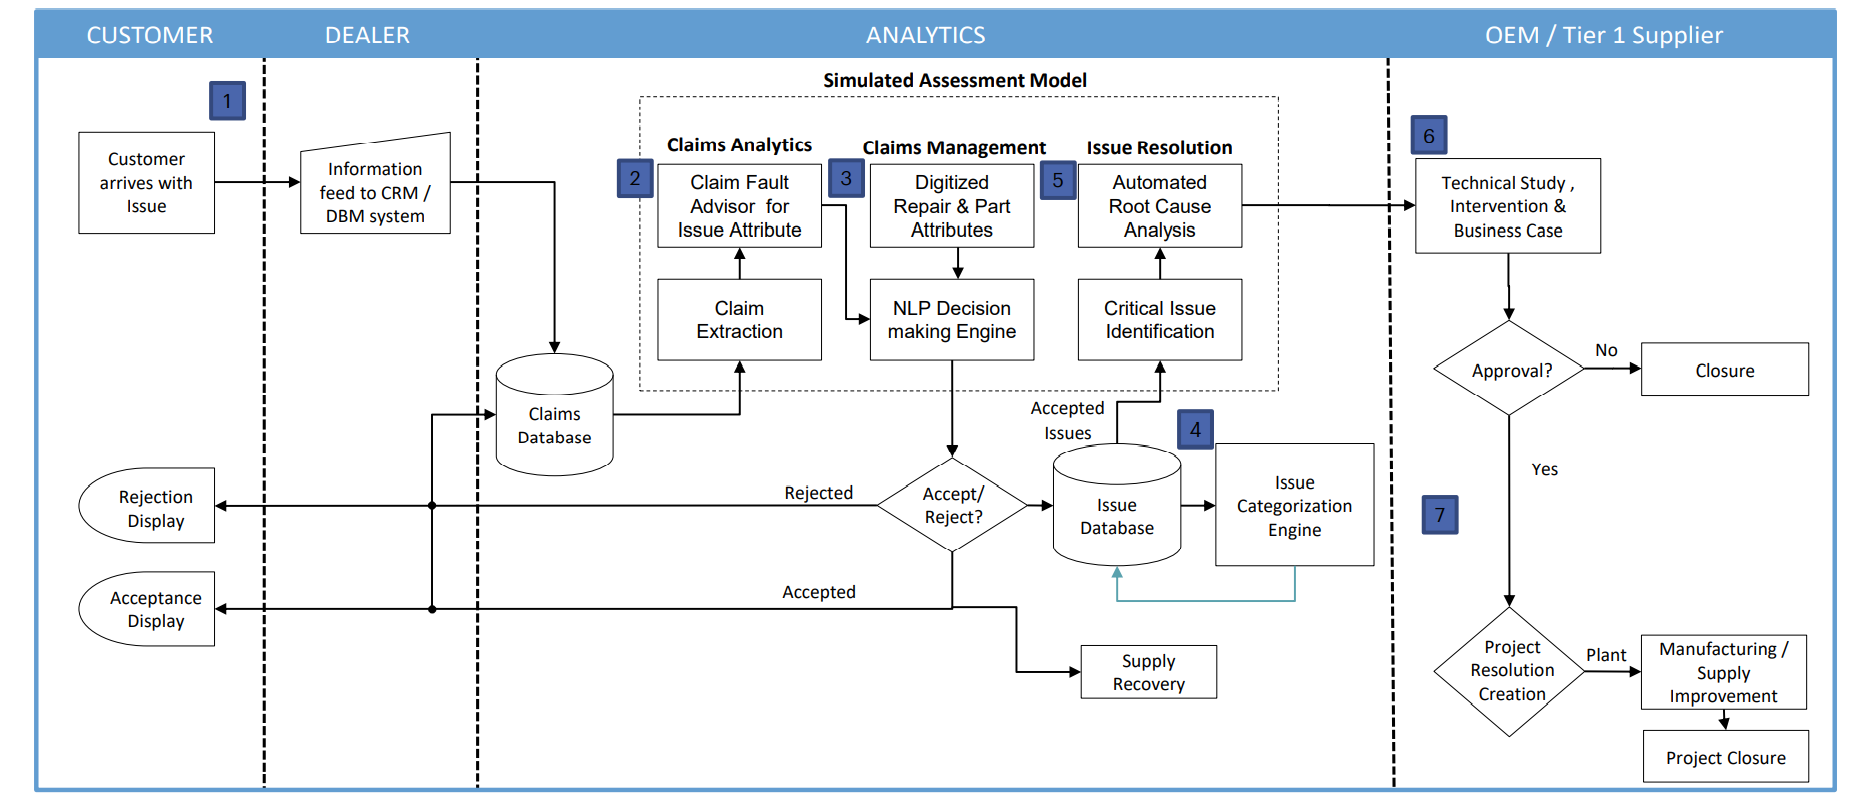 CUSTOMER
DEALER
ANALYTICS
OEM / Tier 1 Supplier
Simulated Assessment Model
1
Customer
arrives with
Issue
Information
feed to CRM /
DBM system
Claims Analytics
2
Claim Fault
Advisor for
Issue Attribute
Claim
Extraction
Claims Management
3
Digitized
Repair & Part
Attributes
NLP Decision
making Engine
Issue Resolution
5
Automated
Root Cause
Analysis
Critical Issue
Identification
6
Technical Study ,
Intervention &
Business Case
Approval?
No
Closure
Yes
Claims
Database
Accepted
Issues
4
Issue
Categorization
Engine
Issue
Database
Accept/
Reject?
Rejected
Rejection
Display
Accepted
Acceptance
Display
Supply
Recovery
7
Project
Resolution
Creation
Plant
Manufacturing /
Supply
Improvement
Project Closure